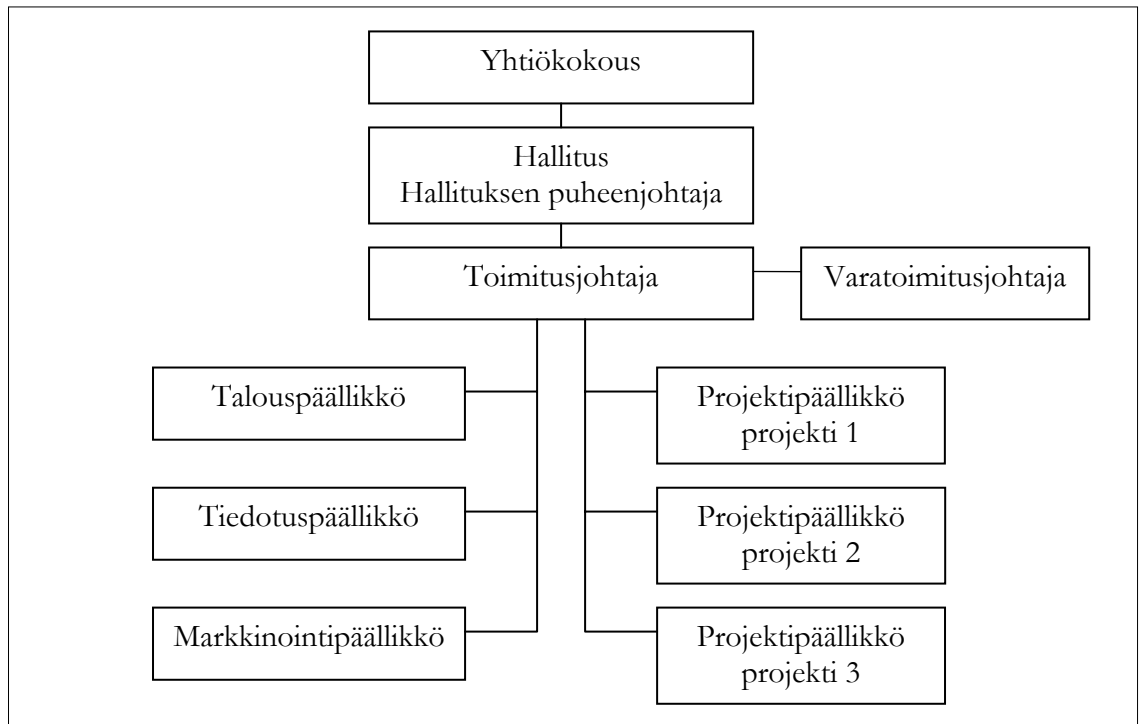 Yhtiökokous
Hallitus
Hallituksen puheenjohtaja
Toimitusjohtaja
Varatoimitusjohtaja
Talouspäällikkö
Projektipäällikkö
projekti 1
Tiedotuspäällikkö
Projektipäällikkö
projekti 2
Markkinointipäällikkö
Projektipäällikkö
projekti 3